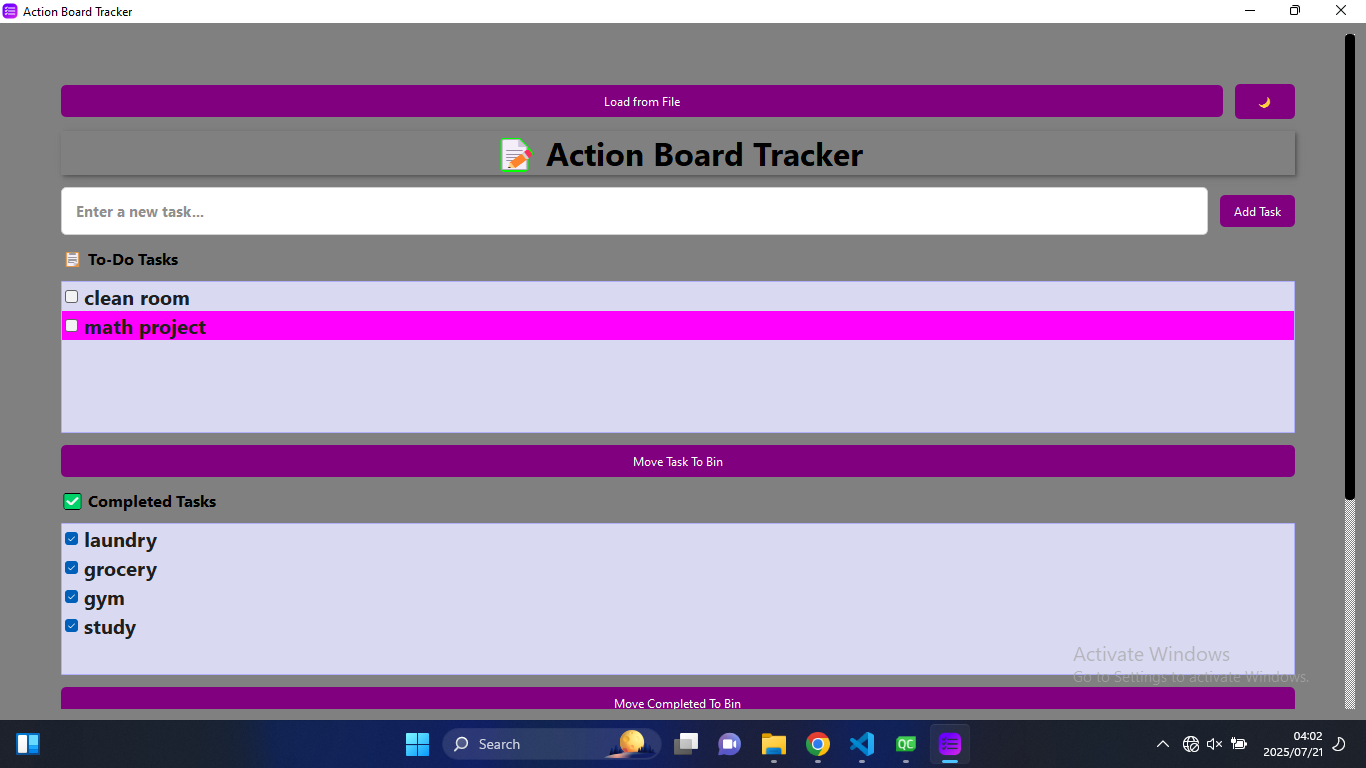 Action Board Tracker
Load from File
Action Board Tracker
Enter a new task...
Add Task
To-Do Tasks
clean room
math project
Move Task To Bin
Completed Tasks
laundry
grocery
gym
study
Activate Windows
Go to Settings to activate Windows.
Move Completed To Bin
Search
QC
04:02
2025/07/21